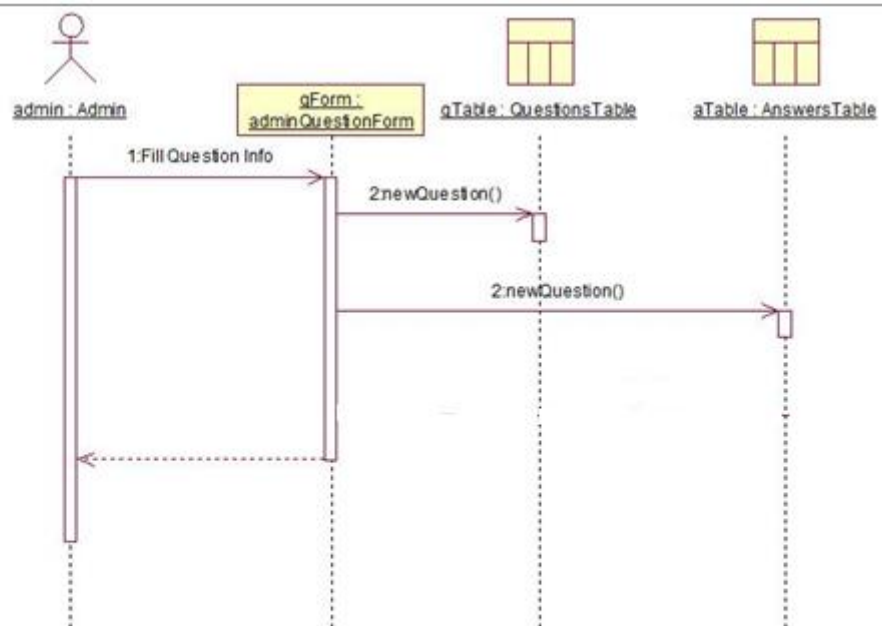 admin : Admin
qForm :
adminQuestionForm
qTable : QuestionsTable
aTable : AnswersTable
1:Fill Question Info
2:newQuestion()
2:newQuestion()